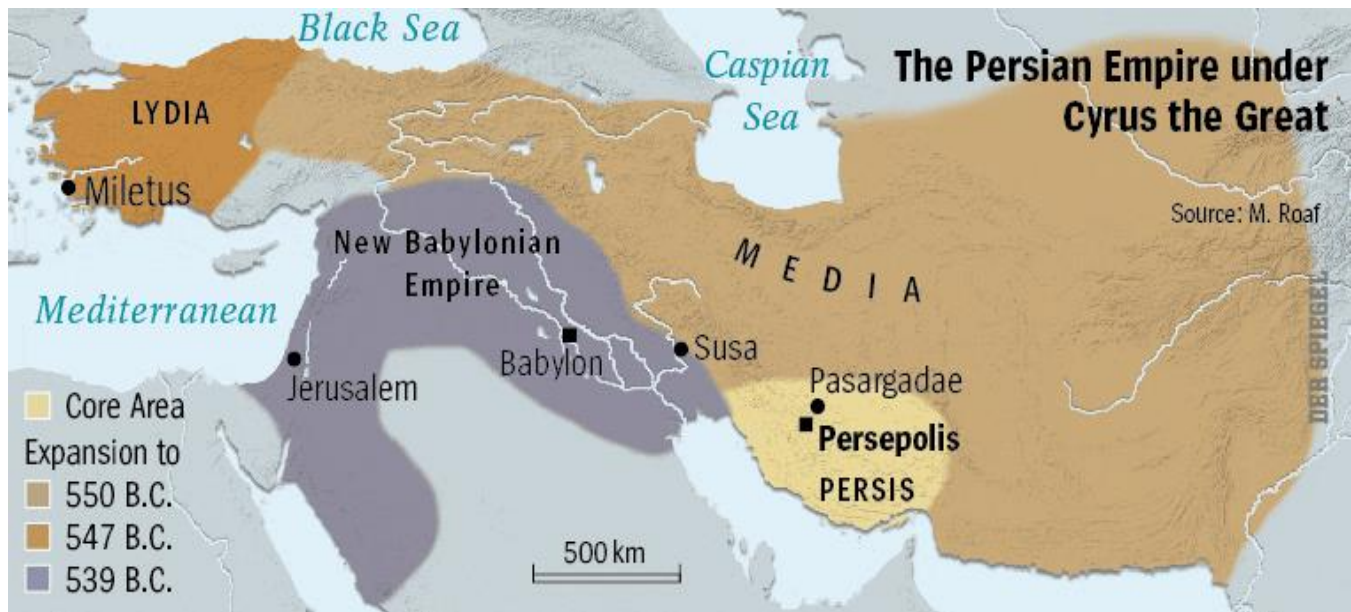 The Persian Empire under
Cyrus the Great
Source: M. Roaf
Black Sea
Caspian
Sea
LYDIA
Miletus
New Babylonian
Empire
MEDIA
Mediterranean
Jerusalem
Babylon
Susa
Pasargadae
Persepolis
PERSIS
Core Area
Expansion to
550 B.C.
547 B.C.
539 B.C.
500 km
DER SPIEGEL